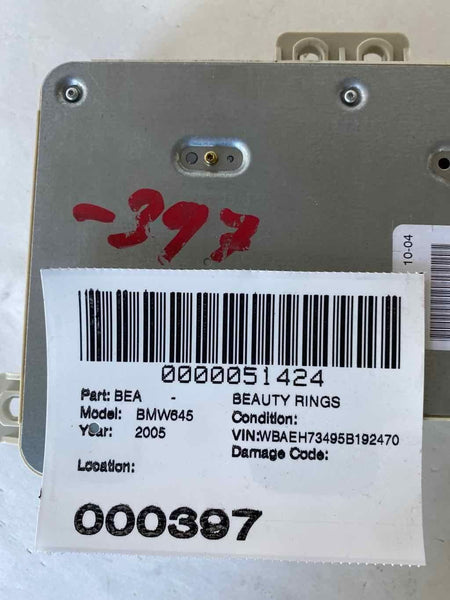 -397
10-04
0000051424
Part: BEA - BEAUTY RINGS
Model: BMW645 Condition:
Year: 2005 VIN:WBAEH73495B192470
Damage Code:
Location:
000397